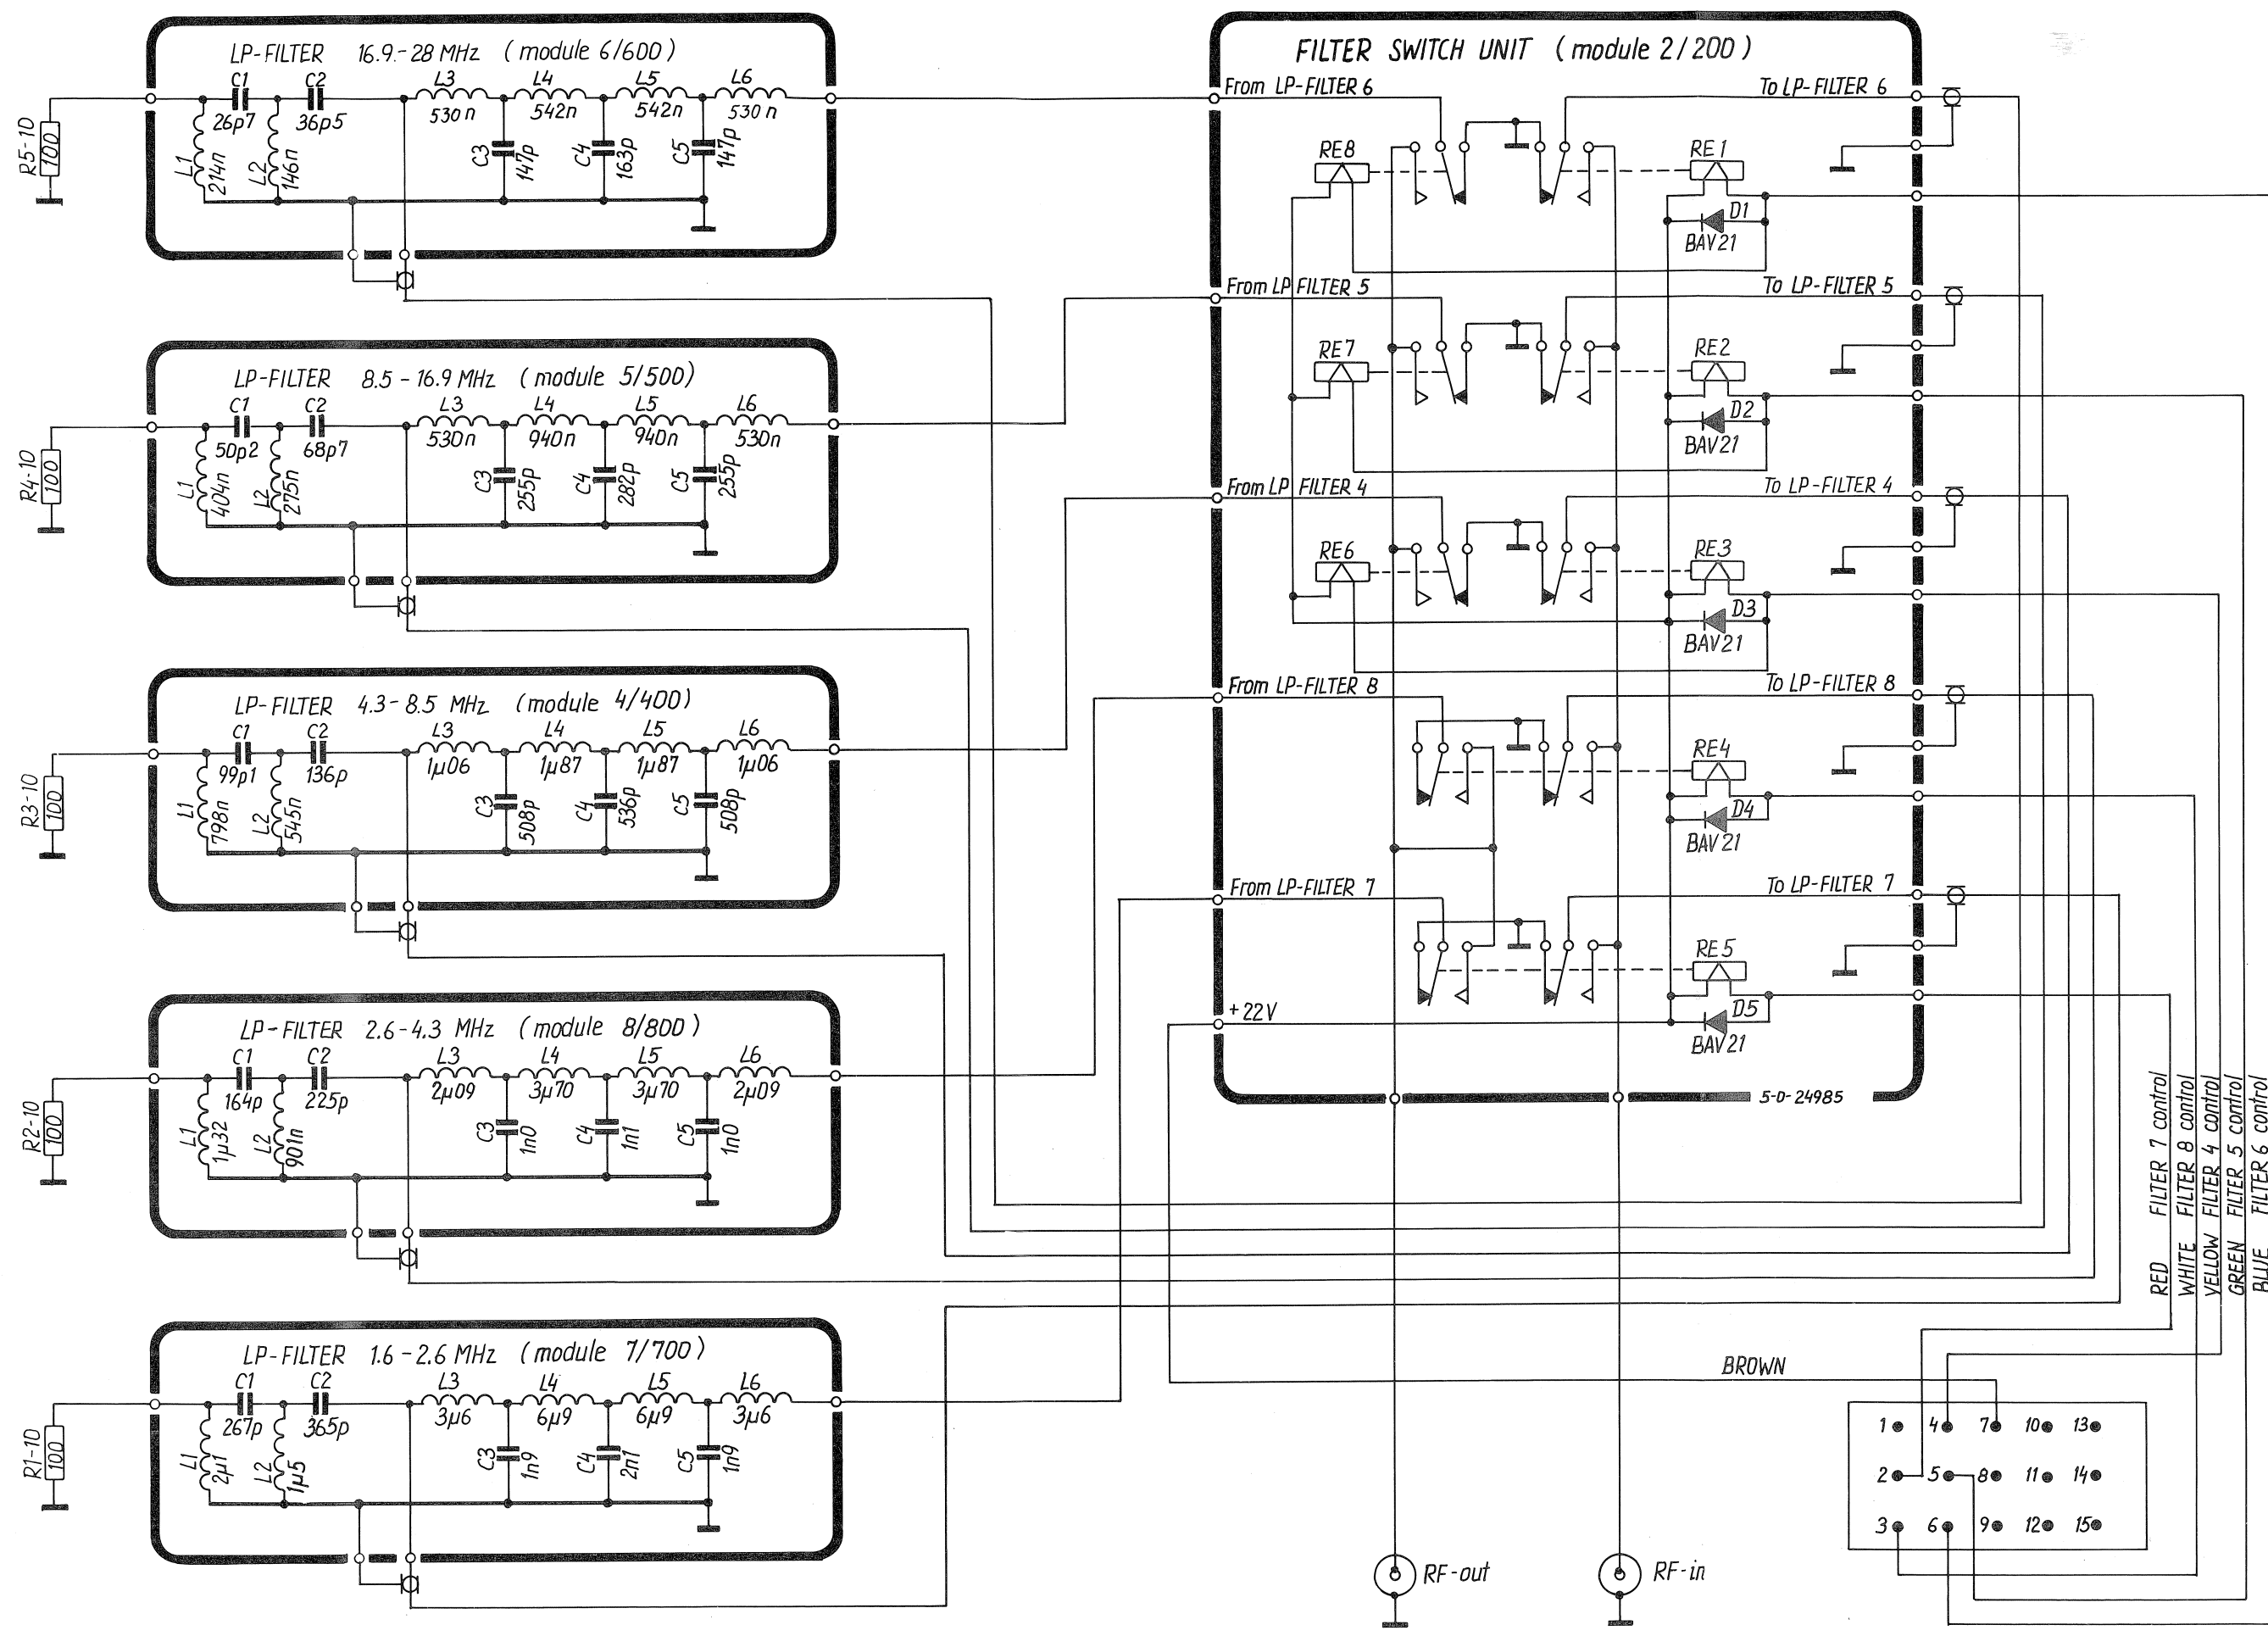 LP-FILTER 16.9-28 MHz (module 6/600)
C1 C2 L3 L4 L5 L6
26p7 36p5 530n 542n 542n 530n
R5-10 100
L1 214n L2 146n C3 147p C4 163p C5 147p
LP-FILTER 8.5-16.9 MHz (module 5/500)
C1 C2 L3 L4 L5 L6
50p2 68p7 530n 940n 940n 530n
R4-10 100
L1 404n L2 275n C3 255p C4 282p C5 255p
LP-FILTER 4.3-8.5 MHz (module 4/400)
C1 C2 L3 L4 L5 L6
99p1 136p 1µ06 1µ87 1µ87 1µ06
R3-10 100
L1 798n L2 545n C3 508p C4 536p C5 508p
LP-FILTER 2.6-4.3 MHz (module 8/800)
C1 C2 L3 L4 L5 L6
164p 225p 2µ09 3µ70 3µ70 2µ09
R2-10 100
L1 1µ32 L2 901n C3 1n0 C4 1n1 C5 1n0
LP-FILTER 1.6-2.6 MHz (module 7/700)
C1 C2 L3 L4 L5 L6
267p 365p 3µ6 6µ9 6µ9 3µ6
R1-10 100
L1 2µ1 L2 1µ5 C3 1n9 C4 2n1 C5 1n9
FILTER SWITCH UNIT (module 2/200)
From LP-FILTER 6 To LP-FILTER 6
RE8 RE1
D1
BAV21
From LP FILTER 5 To LP-FILTER 5
RE7 RE2
D2
BAV21
From LP FILTER 4 To LP-FILTER 4
RE6 RE3
D3
BAV21
From LP-FILTER 8 To LP-FILTER 8
RE4
D4
BAV21
From LP-FILTER 7 To LP-FILTER 7
RE5
+22V D5
BAV21
5-D-24985
RED FILTER 7 control
WHITE FILTER 8 control
YELLOW FILTER 4 control
GREEN FILTER 5 control
BLUE FILTER 6 control
BROWN
1 4 7 10 13
2 5 8 11 14
3 6 9 12 15
RF-out RF-in